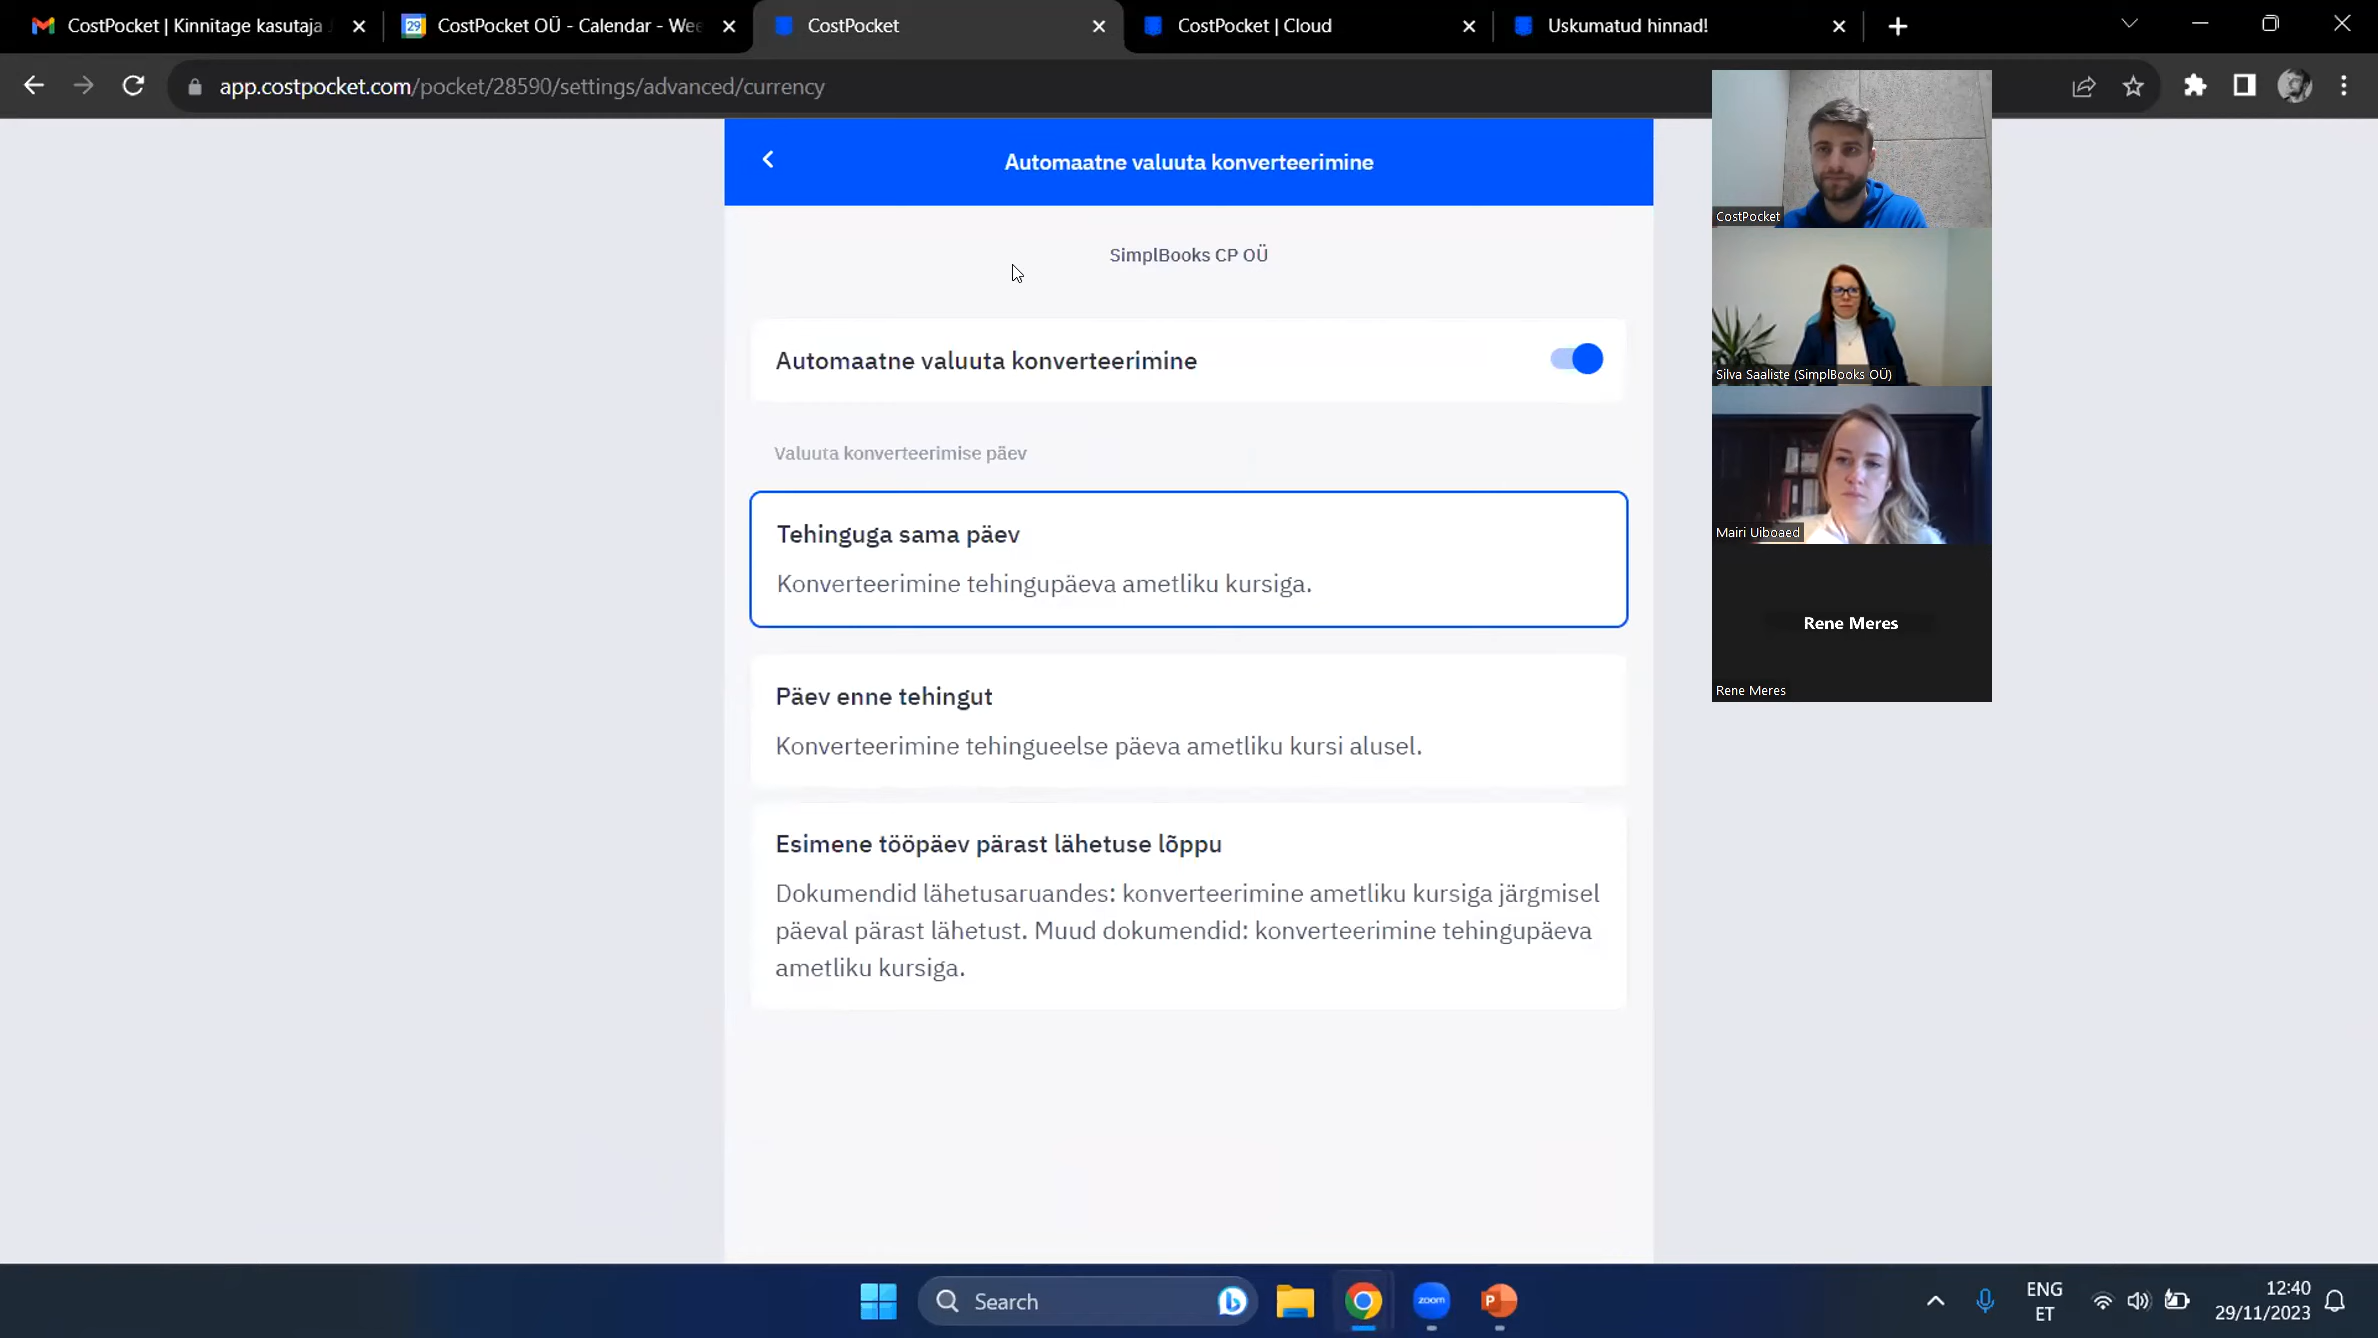 CostPocket | Kinnitage kasutaja
CostPocket OÜ - Calendar - Wee
CostPocket
CostPocket | Cloud
Uskumatud hinnad!
app.costpocket.com/pocket/28590/settings/advanced/currency
Automaatne valuuta konverteerimine
SimplBooks CP OÜ
Automaatne valuuta konverteerimine
Valuuta konverteerimise päev
Tehinguga sama päev
Konverteerimine tehingupäeva ametliku kursiga.
Päev enne tehingut
Konverteerimine tehingueelse päeva ametliku kursi alusel.
Esimene tööpäev pärast lähetuse lõppu
Dokumendid lähetusaruandes: konverteerimine ametliku kursiga järgmisel
päeval pärast lähetust. Muud dokumendid: konverteerimine tehingupäeva
ametliku kursiga.
CostPocket
Silva Saaliste (SimplBooks OÜ)
Mairi Uiboaed
Rene Meres
Rene Meres
29
Search
zoom
P
ENG
ET
12:40
29/11/2023